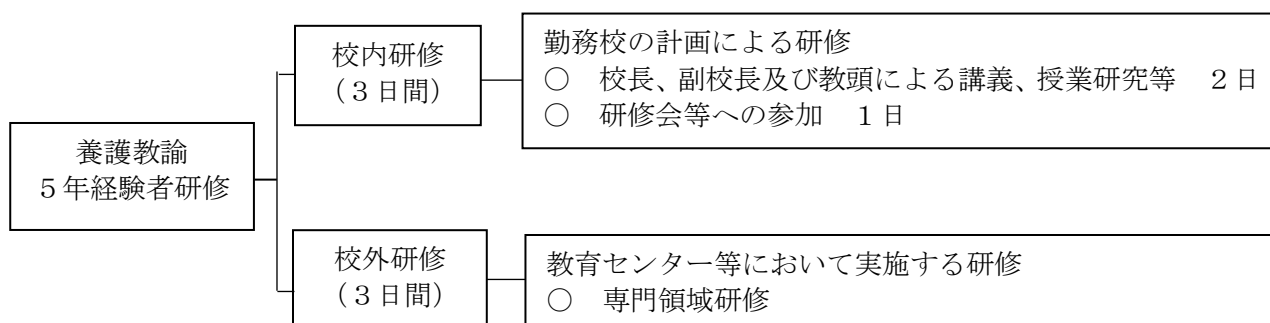 養護教諭
５年経験者研修
校内研修
（３日間）
勤務校の計画による研修
○　校長、副校長及び教頭による講義、授業研究等　２日
○　研修会等への参加　１日
校外研修
（３日間）
教育センター等において実施する研修
○　専門領域研修